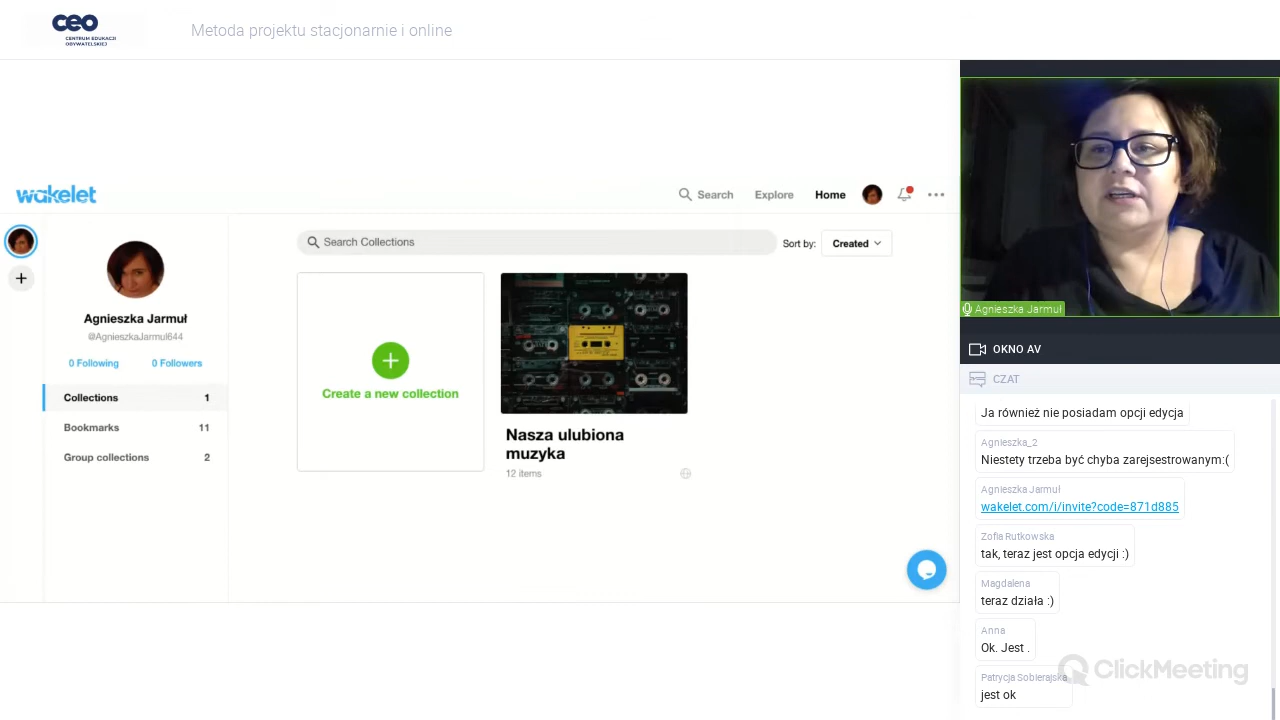 ceo
CENTRUM EDUKACJI
OBYWATELSKIEJ
Metoda projektu stacjonarnie i online
wakelet
Search
Explore
Home
Agnieszka Jarmuł
@AgnieszkaJarmul644
0 Following
0 Followers
Collections 1
Bookmarks 11
Group collections 2
Search Collections
Sort by:
Created
Create a new collection
Nasza ulubiona
muzyka
12 items
Agnieszka Jarmuł
OKNO AV
CZAT
Ja również nie posiadam opcji edycja
Agnieszka_2
Niestety trzeba być chyba zarejsestrowanym:(
Agnieszka Jarmuł
wakelet.com/i/invite?code=871d885
Zofia Rutkowska
tak, teraz jest opcja edycji :)
Magdalena
teraz działa :)
Anna
Ok. Jest .
Patrycja Sobierajska
jest ok
ClickMeeting